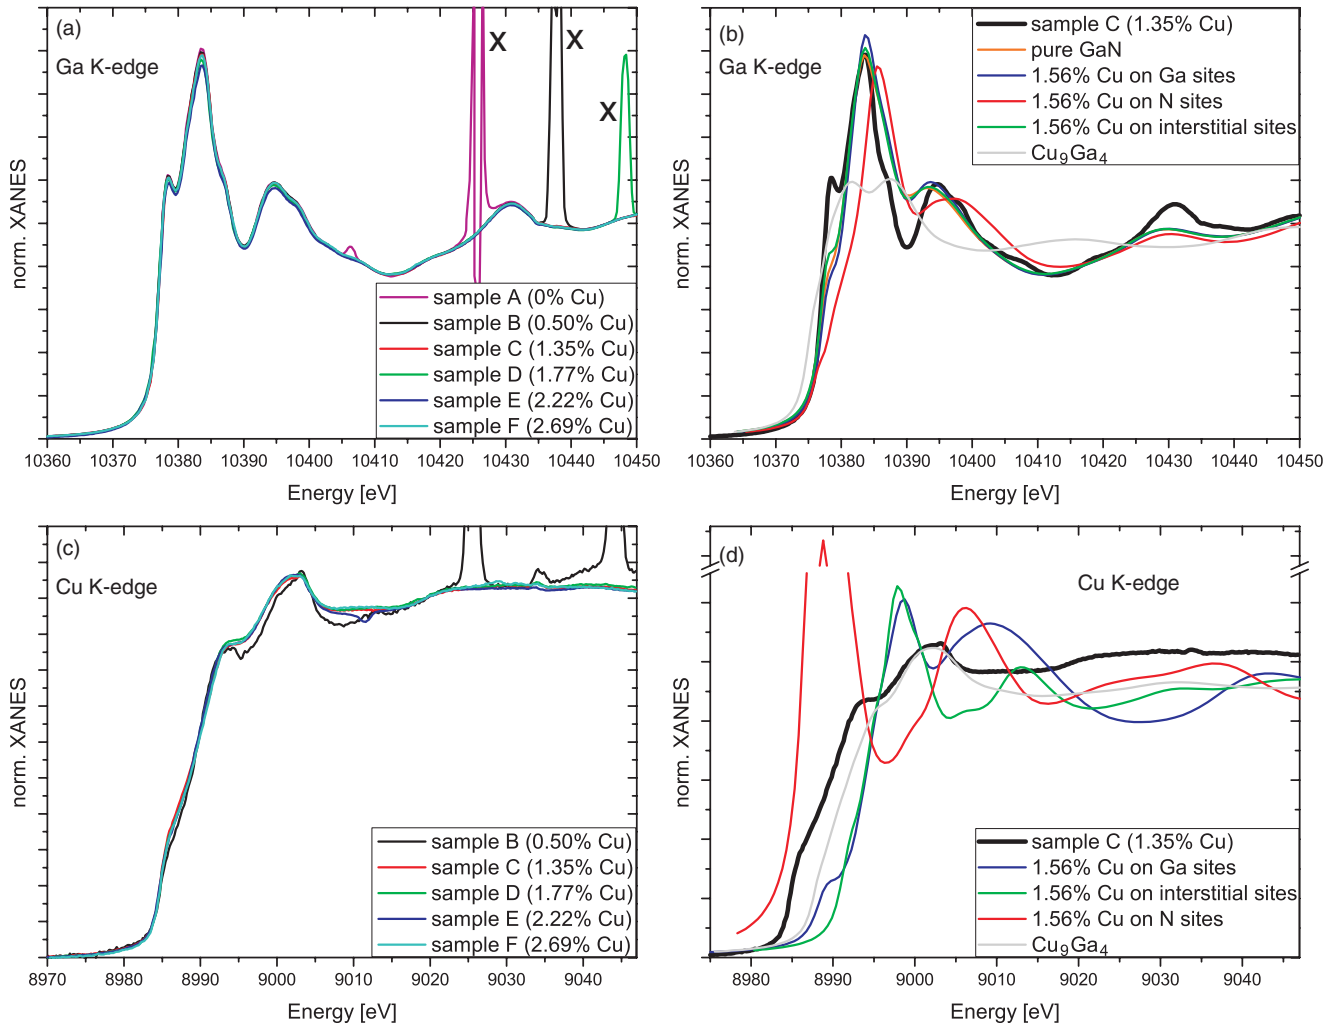 (a)
Ga K-edge
X
X
X
norm. XANES
sample A (0% Cu)
sample B (0.50% Cu)
sample C (1.35% Cu)
sample D (1.77% Cu)
sample E (2.22% Cu)
sample F (2.69% Cu)
10360 10370 10380 10390 10400 10410 10420 10430 10440 10450
Energy [eV]
(b)
Ga K-edge
sample C (1.35% Cu)
pure GaN
1.56% Cu on Ga sites
1.56% Cu on N sites
1.56% Cu on interstitial sites
Cu₉Ga₄
norm. XANES
10360 10370 10380 10390 10400 10410 10420 10430 10440 10450
Energy [eV]
(c)
Cu K-edge
norm. XANES
sample B (0.50% Cu)
sample C (1.35% Cu)
sample D (1.77% Cu)
sample E (2.22% Cu)
sample F (2.69% Cu)
8970 8980 8990 9000 9010 9020 9030 9040
Energy [eV]
(d)
Cu K-edge
norm. XANES
sample C (1.35% Cu)
1.56% Cu on Ga sites
1.56% Cu on interstitial sites
1.56% Cu on N sites
Cu₉Ga₄
8980 8990 9000 9010 9020 9030 9040
Energy [eV]